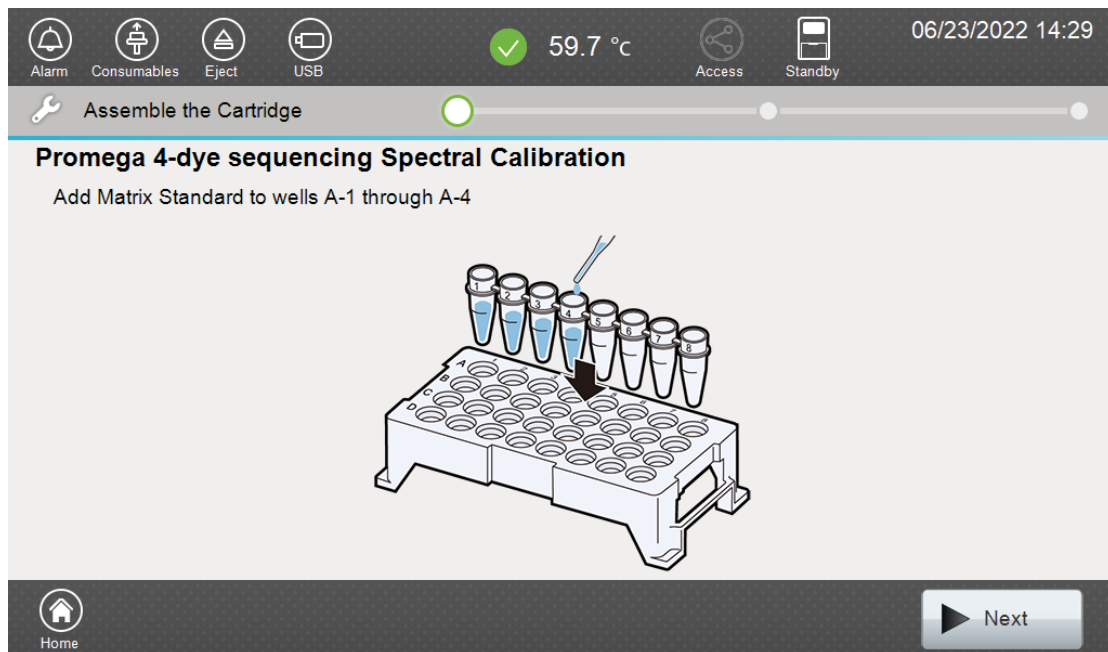 Alarm
Consumables
Eject
USB
59.7 °C
Access
Standby
06/23/2022 14:29
Assemble the Cartridge
Promega 4-dye sequencing Spectral Calibration
Add Matrix Standard to wells A-1 through A-4
1 2 3 4 5 6 7 8
A
B
C
D
Home
Next